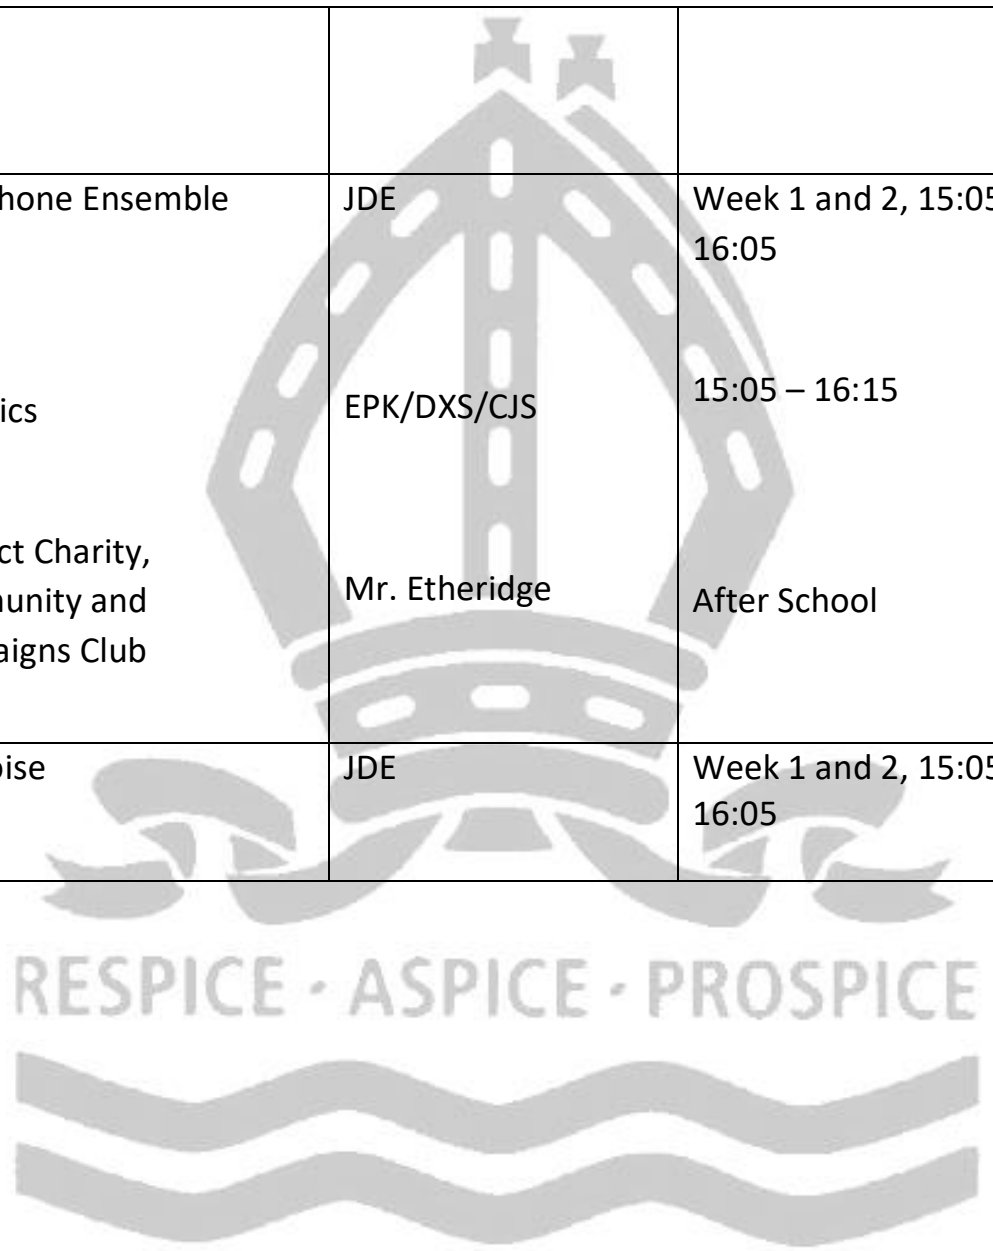 hone Ensemble
JDE
Week 1 and 2, 15:05
16:05
ics
EPK/DXS/CJS
15:05 – 16:15
ct Charity,
unity and
aigns Club
Mr. Etheridge
After School
oise
JDE
Week 1 and 2, 15:05
16:05
RESPICE · ASPICE · PROSPICE